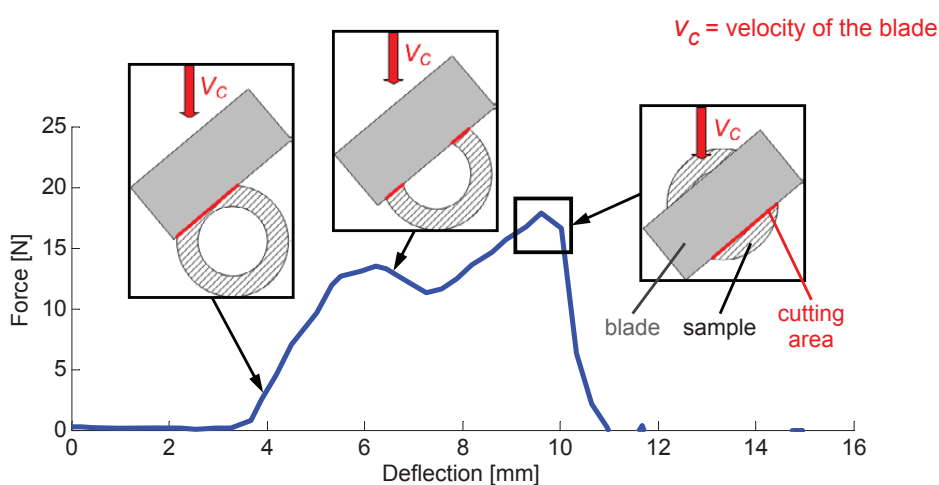 v_c = velocity of the blade
v_c
v_c
v_c
Force [N]
25
20
15
10
5
0
blade
sample
cutting
area
0 2 4 6 8 10 12 14 16
Deflection [mm]